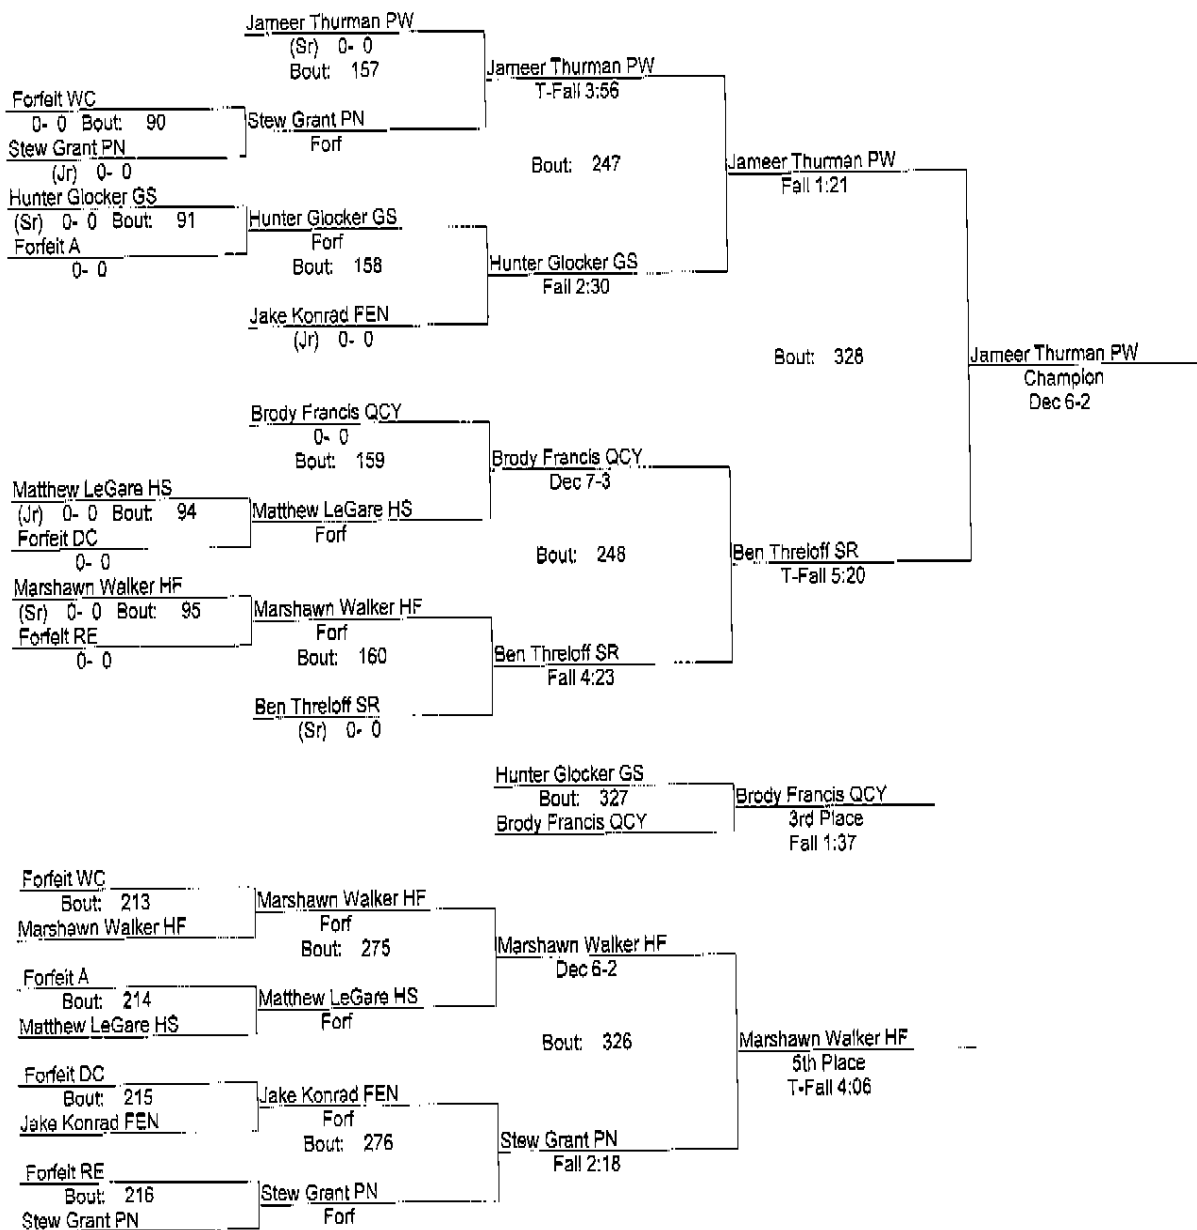 Jameer Thurman PW
(Sr) 0- 0
Bout: 157
Jameer Thurman PW
T-Fall 3:56
Forfeit WC
0- 0 Bout: 90
Stew Grant PN
Forf
Stew Grant PN
(Jr) 0- 0
Bout: 247
Jameer Thurman PW
Fall 1:21
Hunter Glocker GS
(Sr) 0- 0 Bout: 91
Hunter Glocker GS
Forf
Forfeit A
0- 0
Bout: 158
Hunter Glocker GS
Fall 2:30
Jake Konrad FEN
(Jr) 0- 0
Bout: 328
Jameer Thurman PW
Champion
Dec 6-2
Brody Francis QCY
0- 0
Bout: 159
Brody Francis QCY
Dec 7-3
Matthew LeGare HS
(Jr) 0- 0 Bout: 94
Matthew LeGare HS
Forf
Forfeit DC
0- 0
Bout: 248
Ben Threloff SR
T-Fall 5:20
Marshawn Walker HF
(Sr) 0- 0 Bout: 95
Marshawn Walker HF
Forf
Forfeit RE
0- 0
Bout: 160
Ben Threloff SR
Fall 4:23
Ben Threloff SR
(Sr) 0- 0
Hunter Glocker GS
Bout: 327
Brody Francis QCY
Brody Francis QCY
3rd Place
Fall 1:37
Forfeit WC
Bout: 213
Marshawn Walker HF
Marshawn Walker HF
Forf
Bout: 275
Marshawn Walker HF
Dec 6-2
Forfeit A
Bout: 214
Matthew LeGare HS
Matthew LeGare HS
Forf
Bout: 326
Marshawn Walker HF
5th Place
T-Fall 4:06
Forfeit DC
Bout: 215
Jake Konrad FEN
Jake Konrad FEN
Forf
Bout: 276
Stew Grant PN
Fall 2:18
Forfeit RE
Bout: 216
Stew Grant PN
Stew Grant PN
Forf